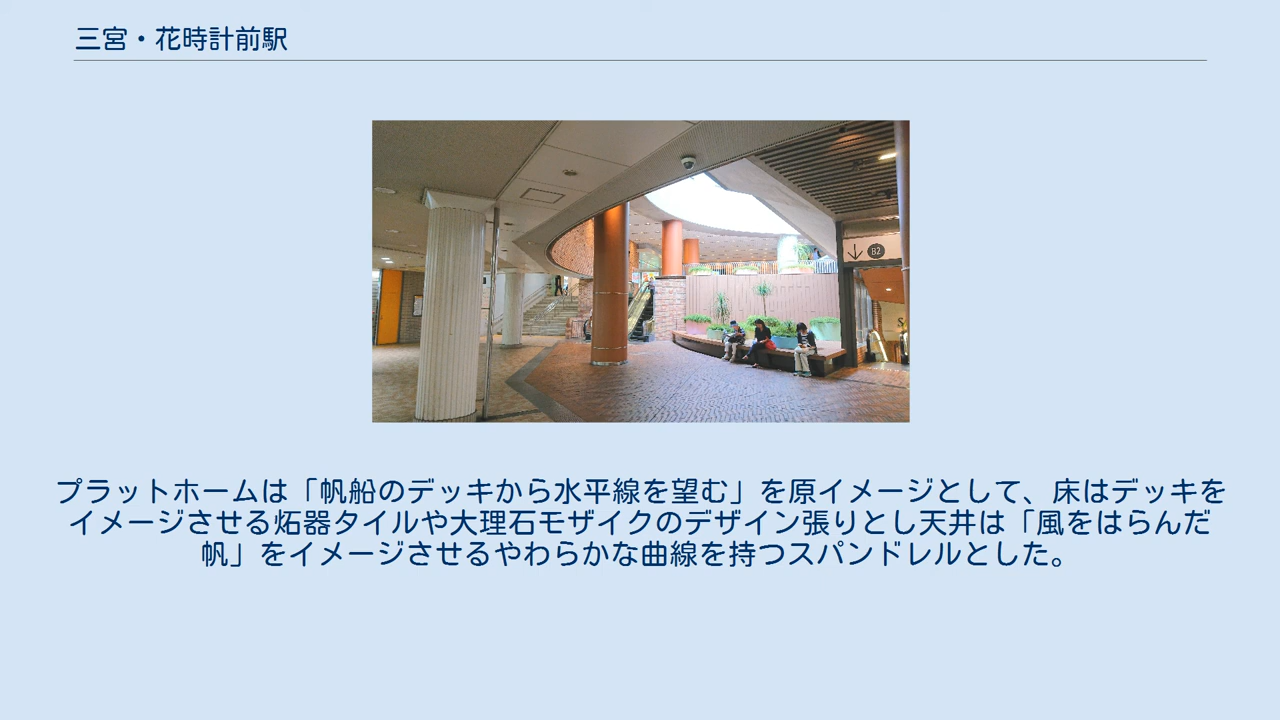 三宮・花時計前駅
B2
プラットホームは「帆船のデッキから水平線を望む」を原イメージとして、床はデッキを
イメージさせる炻器タイルや大理石モザイクのデザイン張りとし天井は「風をはらんだ
帆」をイメージさせるやわらかな曲線を持つスパンドレルとした。